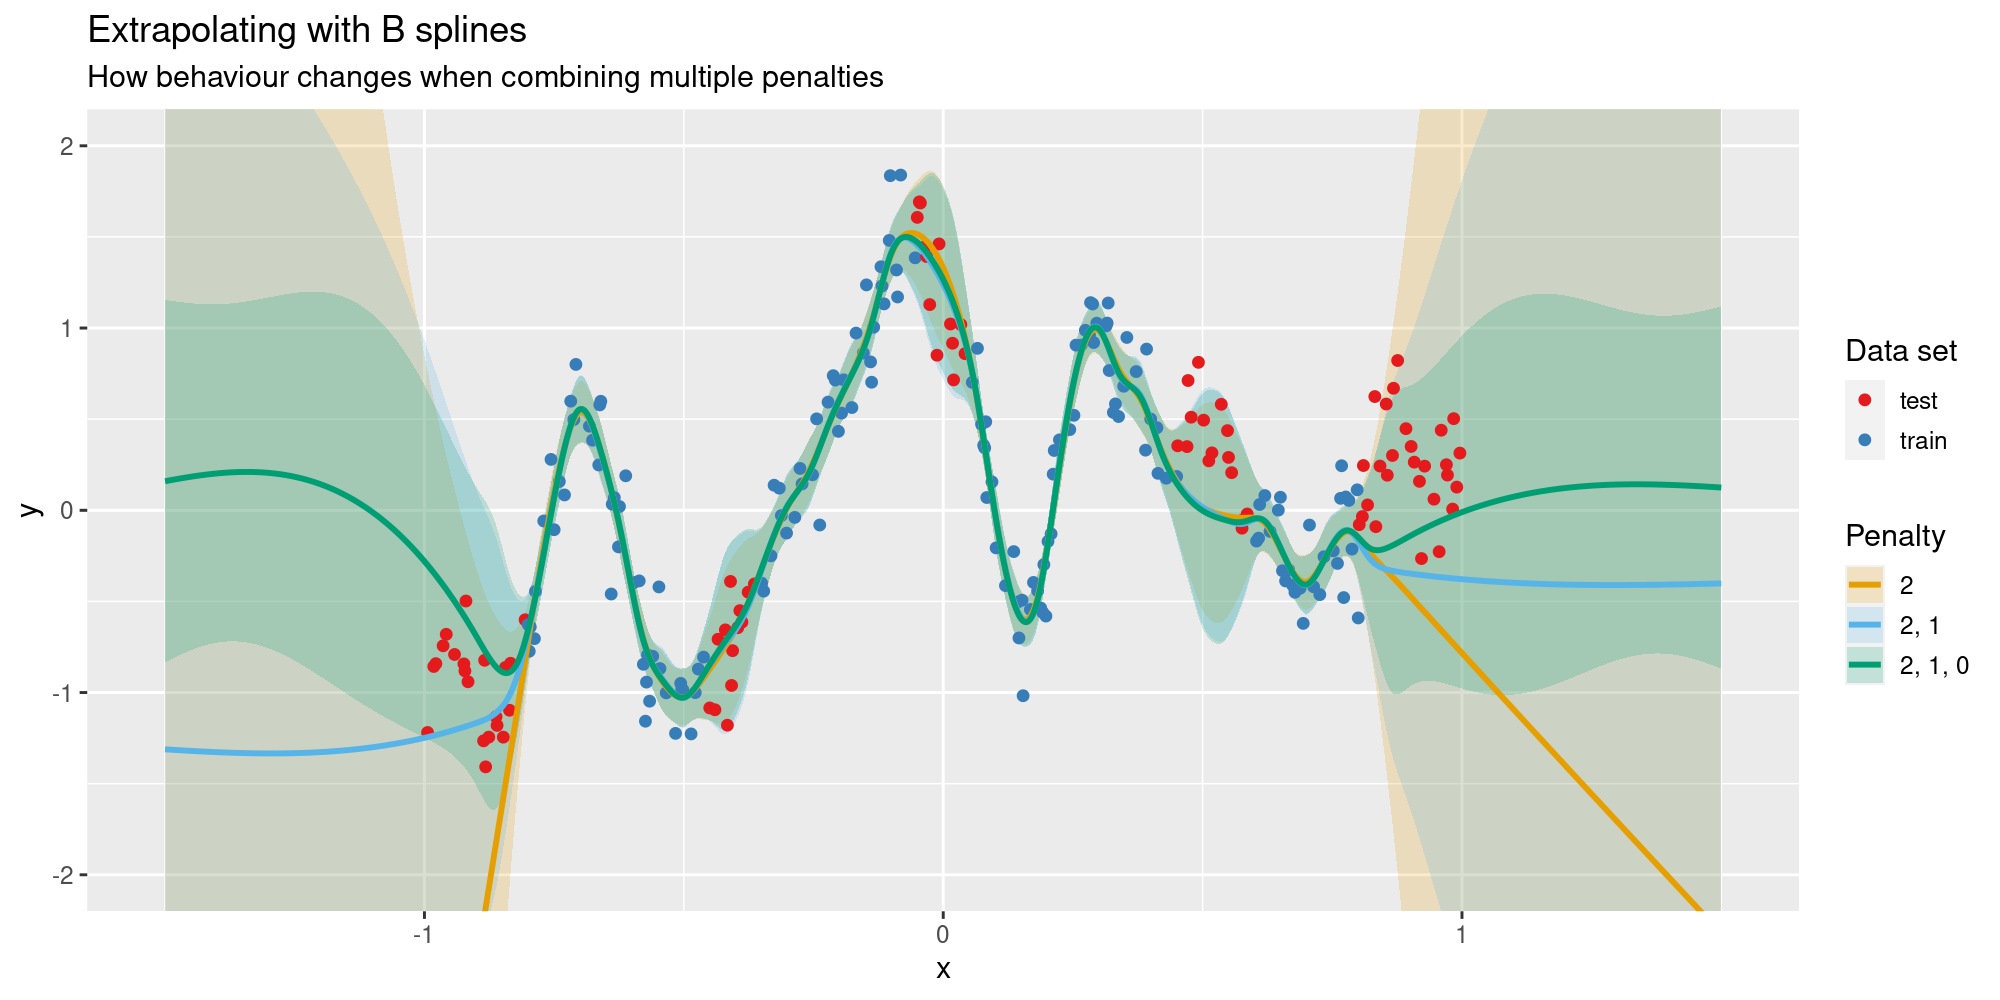 Extrapolating with B splines
How behaviour changes when combining multiple penalties
2
1
0
-1
-2
y
-1
0
1
x
Data set
test
train
Penalty
2
2, 1
2, 1, 0